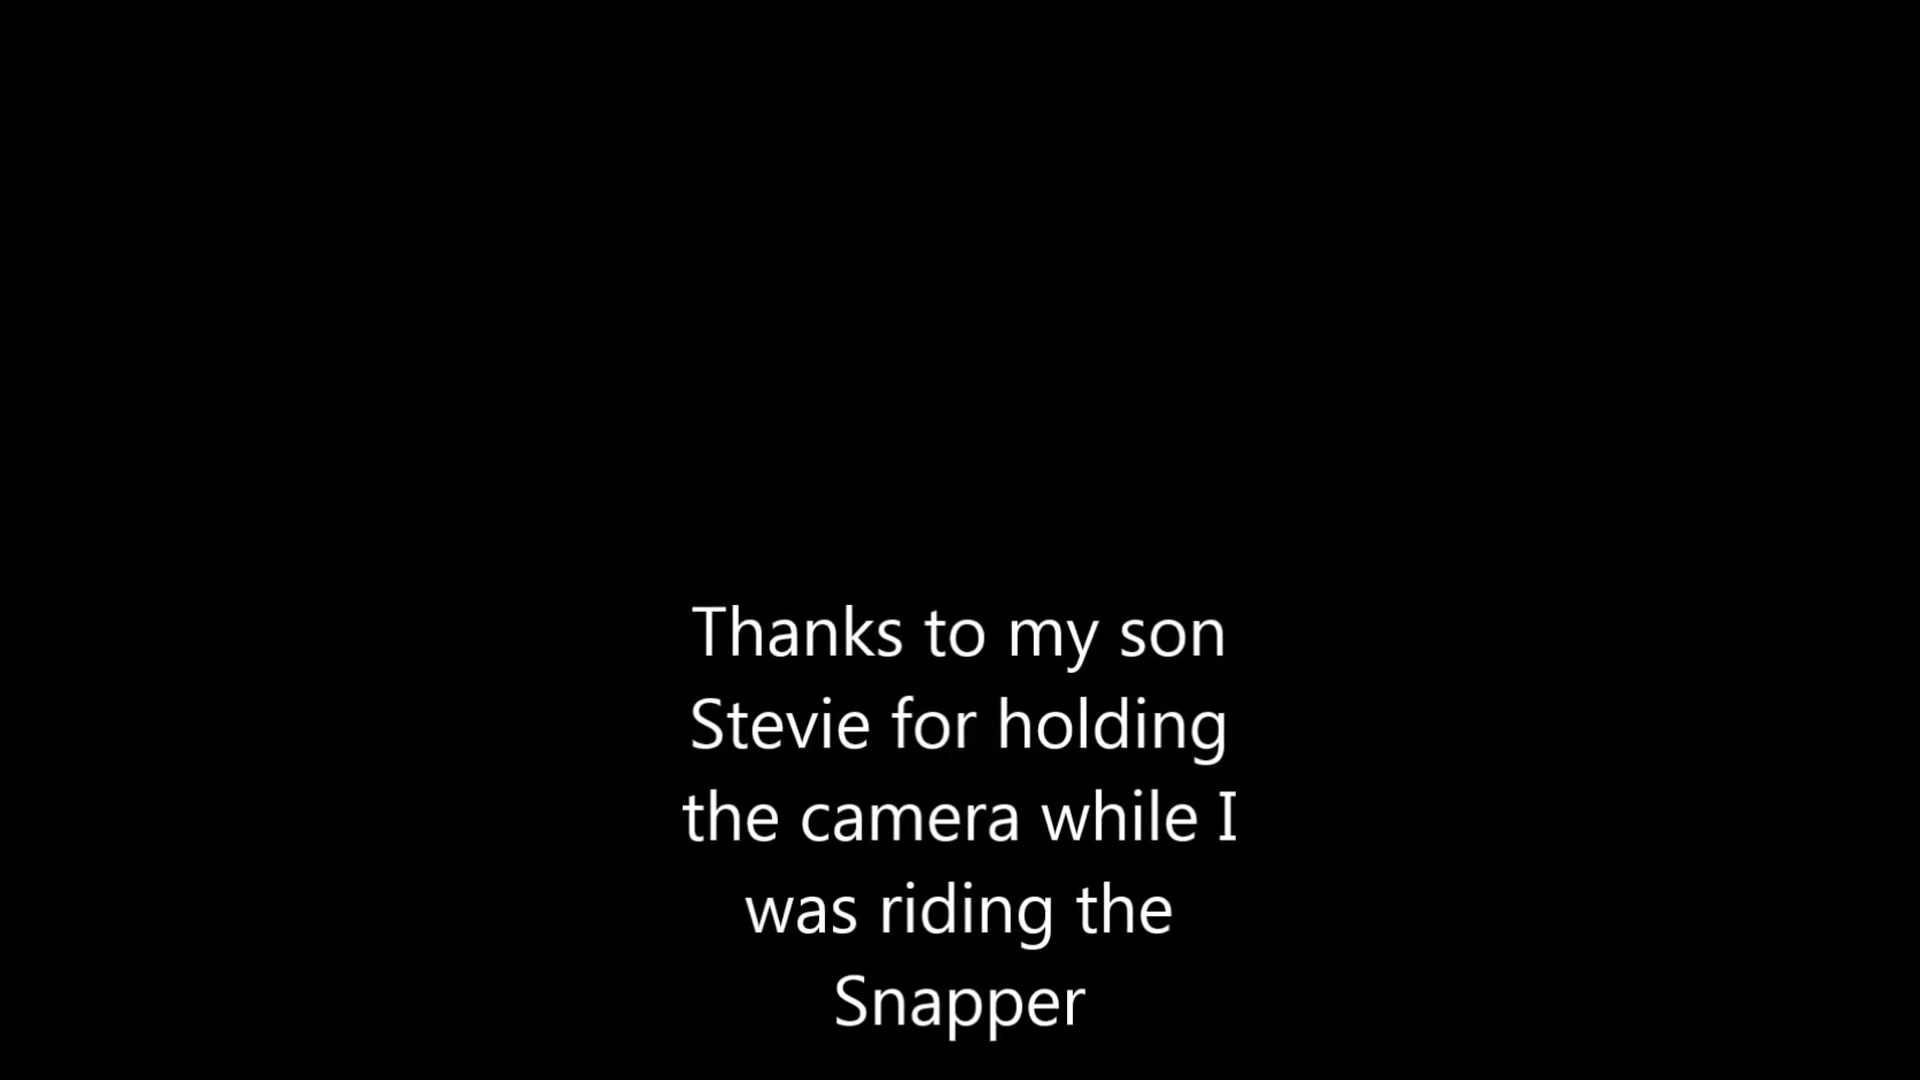 Thanks to my son
Stevie for holding
the camera while I
was riding the
Snapper